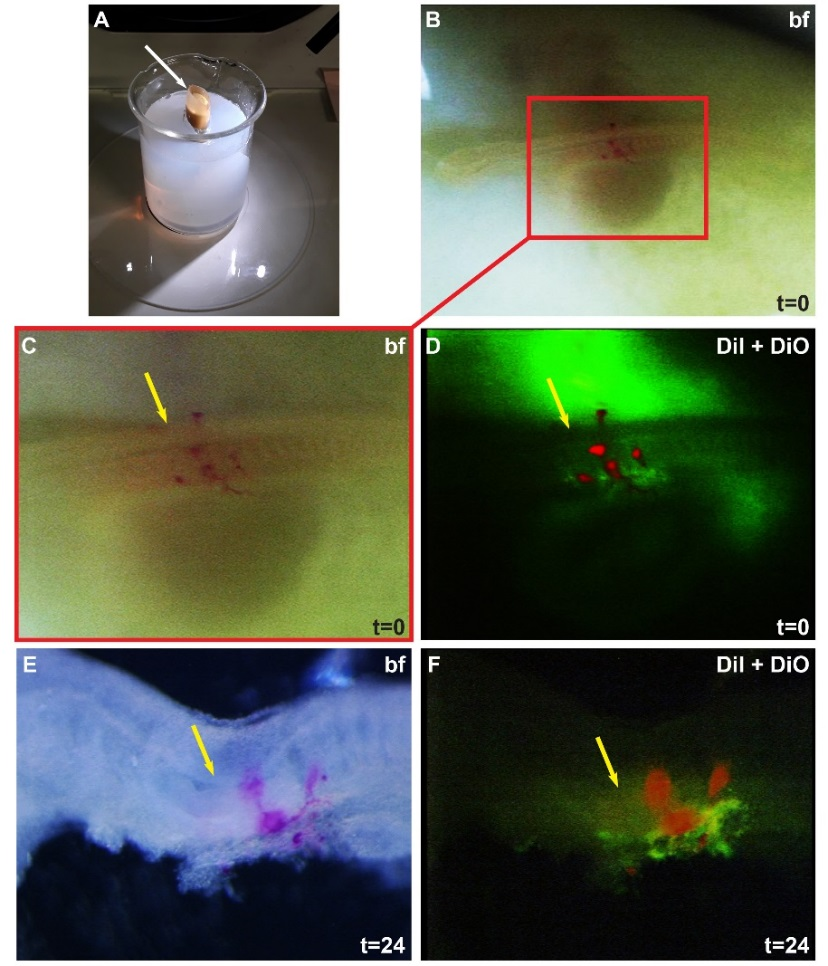 A
B
bf
t=0
C
bf
t=0
D
DiI + DiO
t=0
E
bf
t=24
F
DiI + DiO
t=24